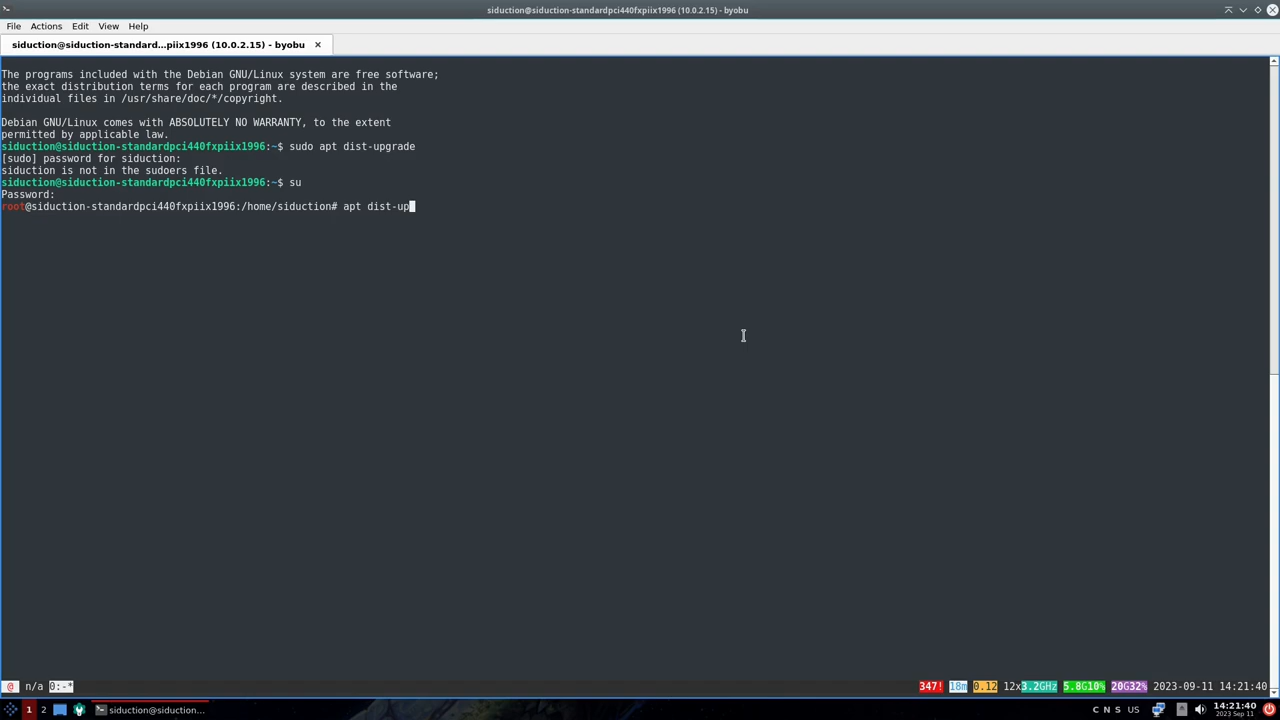 siduction@siduction-standardpci440fxpiix1996 (10.0.2.15) - byobu
File Actions Edit View Help
siduction@siduction-standard…piix1996 (10.0.2.15) - byobu
The programs included with the Debian GNU/Linux system are free software;
the exact distribution terms for each program are described in the
individual files in /usr/share/doc/*/copyright.
Debian GNU/Linux comes with ABSOLUTELY NO WARRANTY, to the extent
permitted by applicable law.
siduction@siduction-standardpci440fxpiix1996:~$ sudo apt dist-upgrade
[sudo] password for siduction:
siduction is not in the sudoers file.
siduction@siduction-standardpci440fxpiix1996:~$ su
Password:
root@siduction-standardpci440fxpiix1996:/home/siduction# apt dist-up
@ n/a 0:-* 347! 18m 0.12 12x3.2GHz 5.8G10% 20G32% 2023-09-11 14:21:40
1 2 siduction@siduction... C N S US 14:21:40
2023 Sep 11